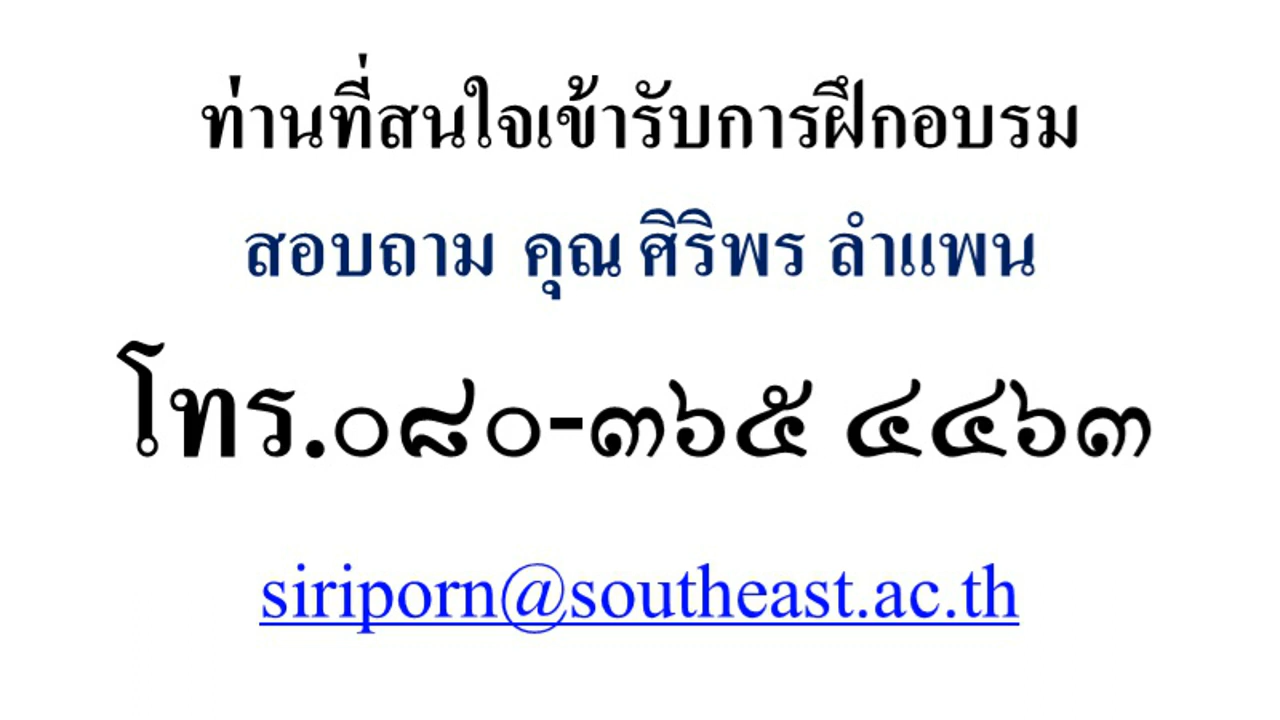 ท่านที่สนใจเข้ารับการฝึกอบรม
สอบถาม คุณ ศิริพร ลำแพน
โทร.๐๘๐-๓๖๕ ๔๔๖๓
siriporn@southeast.ac.th